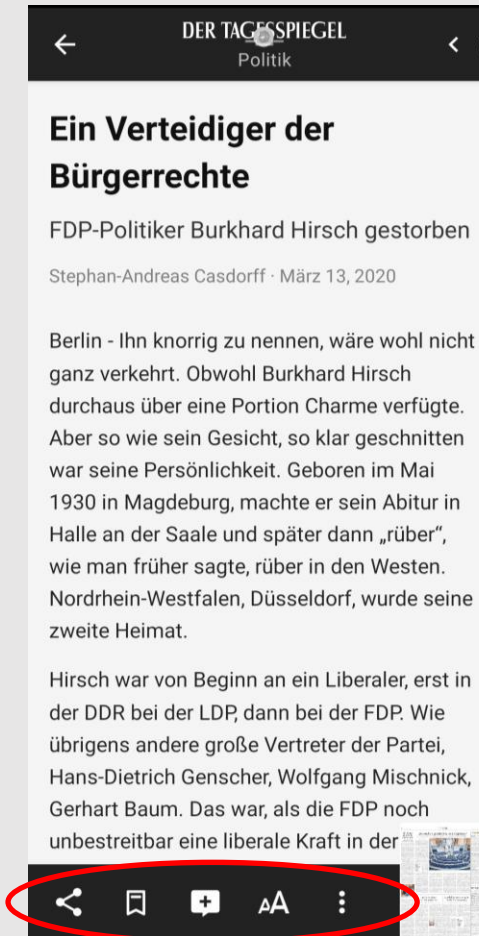 DER TAGESSPIEGEL
Politik
Ein Verteidiger der
Bürgerrechte
FDP-Politiker Burkhard Hirsch gestorben
Stephan-Andreas Casdorff · März 13, 2020
Berlin - Ihn knorrig zu nennen, wäre wohl nicht
ganz verkehrt. Obwohl Burkhard Hirsch
durchaus über eine Portion Charme verfügte.
Aber so wie sein Gesicht, so klar geschnitten
war seine Persönlichkeit. Geboren im Mai
1930 in Magdeburg, machte er sein Abitur in
Halle an der Saale und später dann „rüber“,
wie man früher sagte, rüber in den Westen.
Nordrhein-Westfalen, Düsseldorf, wurde seine
zweite Heimat.
Hirsch war von Beginn an ein Liberaler, erst in
der DDR bei der LDP, dann bei der FDP. Wie
übrigens andere große Vertreter der Partei,
Hans-Dietrich Genscher, Wolfgang Mischnick,
Gerhart Baum. Das war, als die FDP noch
unbestreitbar eine liberale Kraft in der
AA